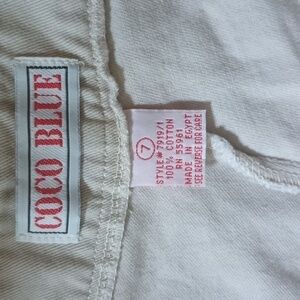 COCO BLUE
7
STYLE# 7919/1
100% COTTON
RN 55961
MADE IN EGYPT
SEE REVERSE FOR CARE